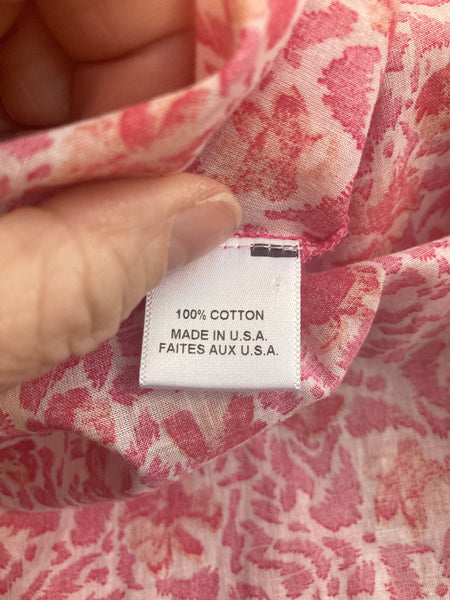 100% COTTON
MADE IN U.S.A.
FAITES AUX U.S.A.